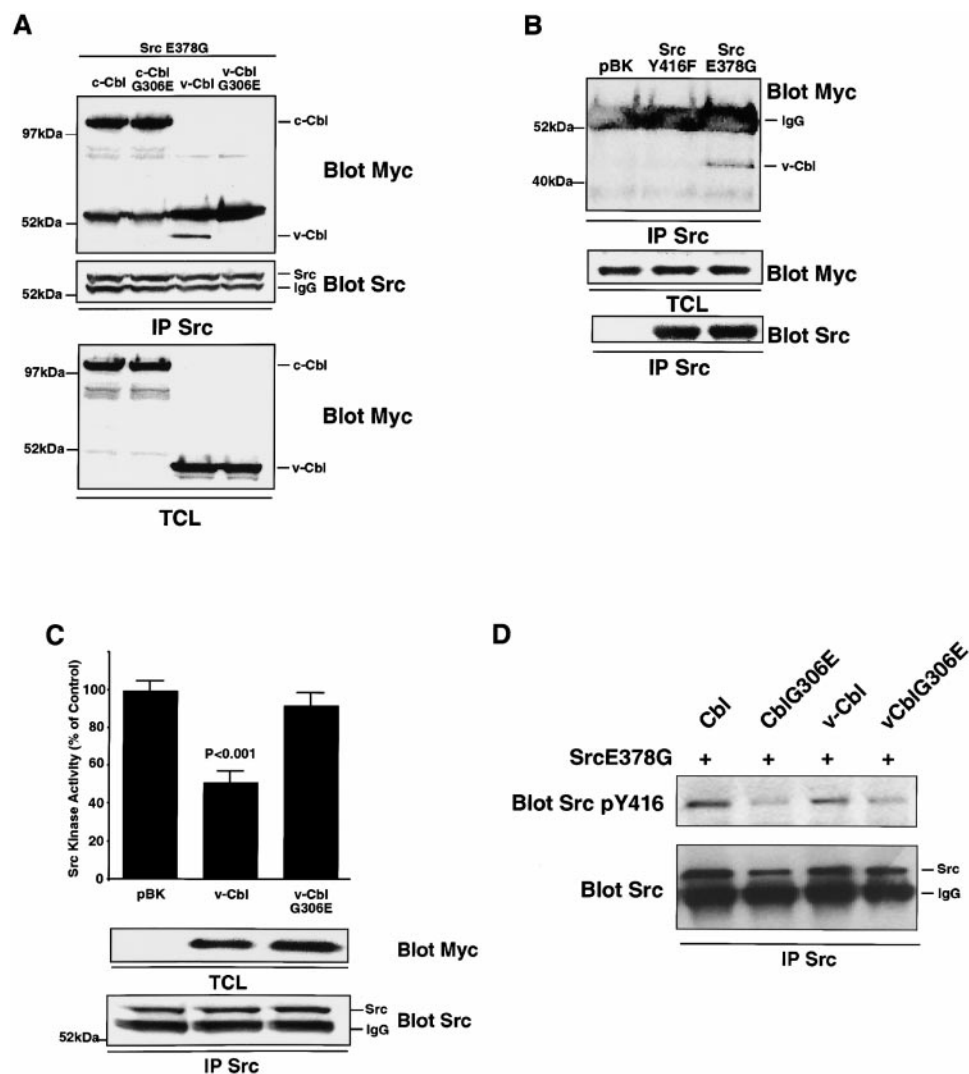 A
Src E378G
c-Cbl
c-Cbl G306E
v-Cbl
v-Cbl G306E
97kDa
c-Cbl
Blot Myc
52kDa
v-Cbl
Src
IgG
Blot Src
52kDa
IP Src
97kDa
c-Cbl
Blot Myc
52kDa
v-Cbl
TCL
B
pBK
Src Y416F
Src E378G
Blot Myc
52kDa
IgG
v-Cbl
40kDa
IP Src
Blot Myc
TCL
Blot Src
IP Src
C
Src Kinase Activity (% of Control)
100
80
60
40
20
0
P<0.001
pBK
v-Cbl
v-Cbl G306E
Blot Myc
TCL
Src
IgG
Blot Src
52kDa
IP Src
D
Cbl
CblG306E
v-Cbl
vCblG306E
SrcE378G + + + +
Blot Src pY416
Blot Src
Src
IgG
IP Src